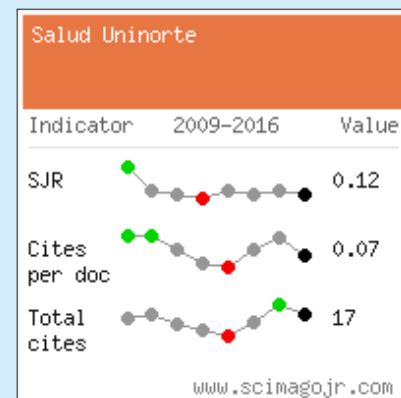 Salud Uninorte
Indicator 2009-2016 Value
SJR 0.12
Cites per doc 0.07
Total cites 17
www.scimagojr.com